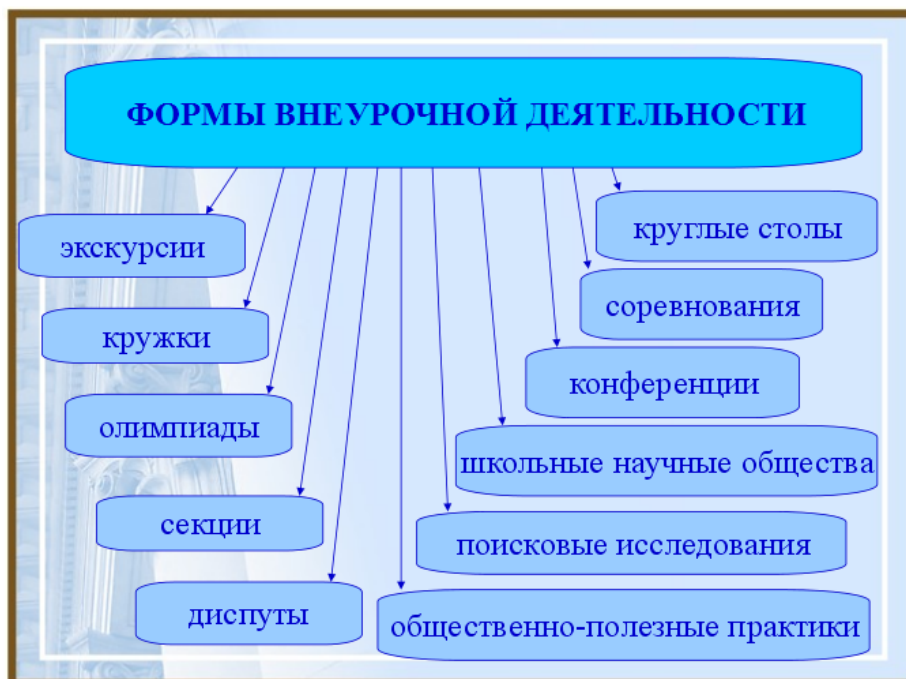 ФОРМЫ ВНЕУРОЧНОЙ ДЕЯТЕЛЬНОСТИ
экскурсии
кружки
олимпиады
секции
диспуты
круглые столы
соревнования
конференции
школьные научные общества
поисковые исследования
общественно-полезные практики